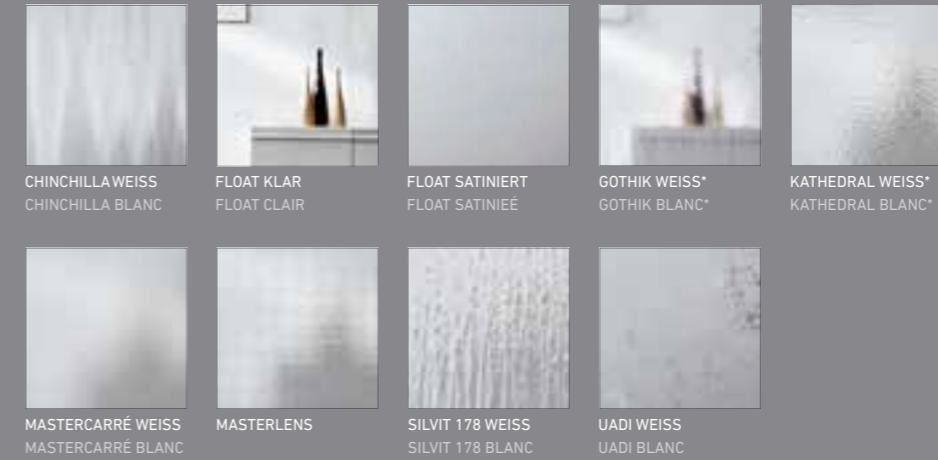 CHINCHILLA WEISS
CHINCHILLA BLANC
FLOAT KLAR
FLOAT CLAIR
FLOAT SATINIERT
FLOAT SATINIEÉ
GOTHIK WEISS*
GOTHIK BLANC*
KATHEDRAL WEISS*
KATHEDRAL BLANC*
MASTERCARRÉ WEISS
MASTERCARRÉ BLANC
MASTERLENS
SILVIT 178 WEISS
SILVIT 178 BLANC
UADI WEISS
UADI BLANC